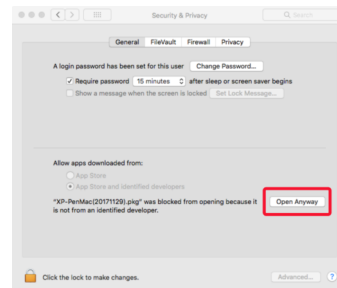 Security & Privacy
Search
General FileVault Firewall Privacy
A login password has been set for this user Change Password...
Require password 15 minutes after sleep or screen saver begins
Show a message when the screen is locked Set Lock Message...
Allow apps downloaded from:
App Store
App Store and identified developers
"XP-PenMac(20171129).pkg" was blocked from opening because it Open Anyway
is not from an identified developer.
Click the lock to make changes. Advanced... ?